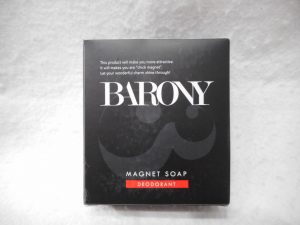 This product will make you more attractive.
It will makes you are "chick magnet".
Let your wonderful charm shine through!
BARONY
MAGNET SOAP
DEODORANT